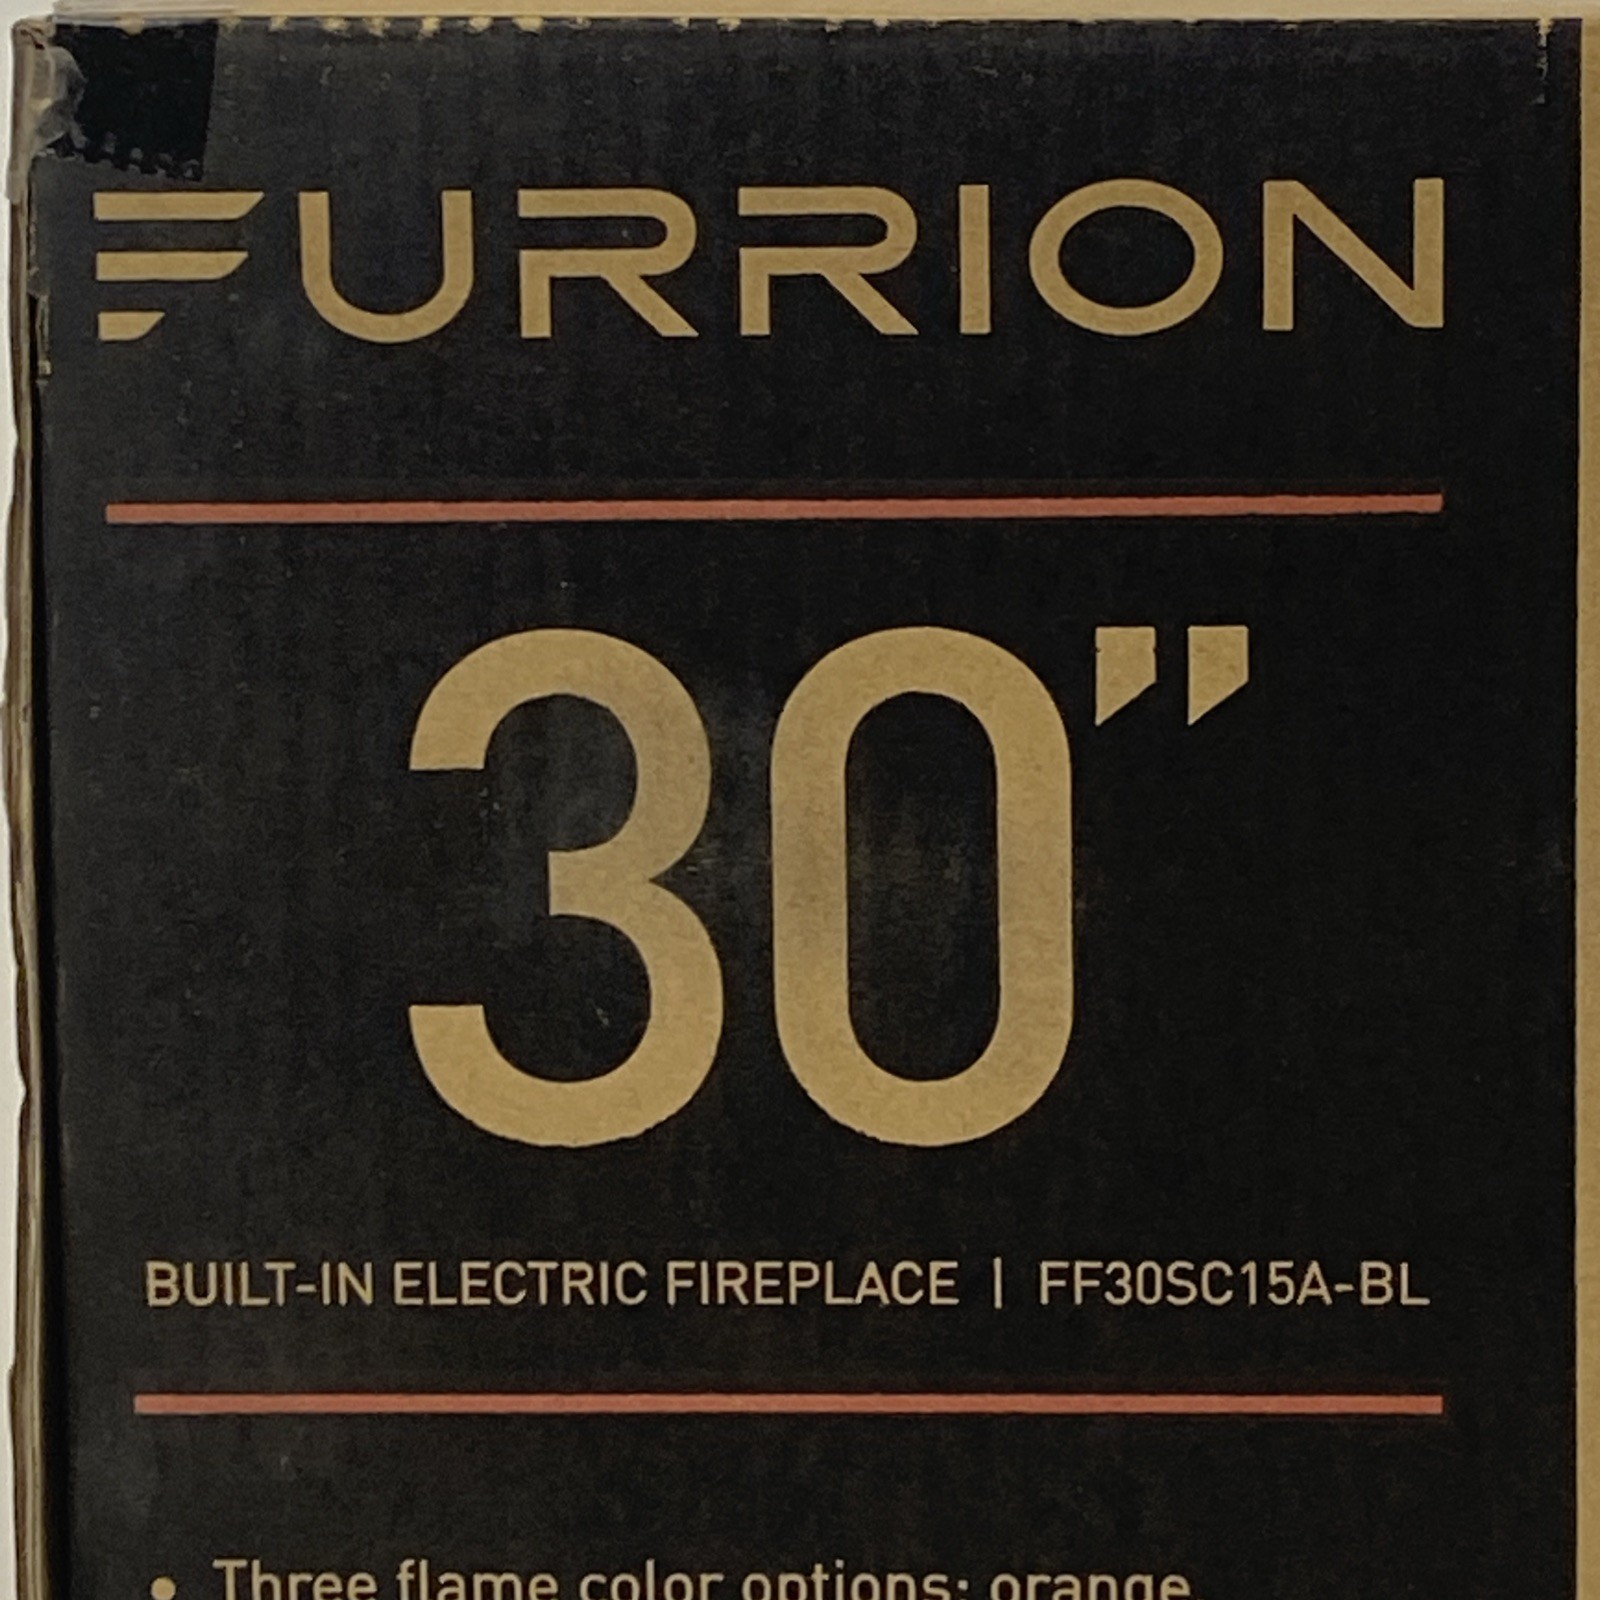 FURRION
30”
BUILT-IN ELECTRIC FIREPLACE | FF30SC15A-BL
• Three flame color options: orange,